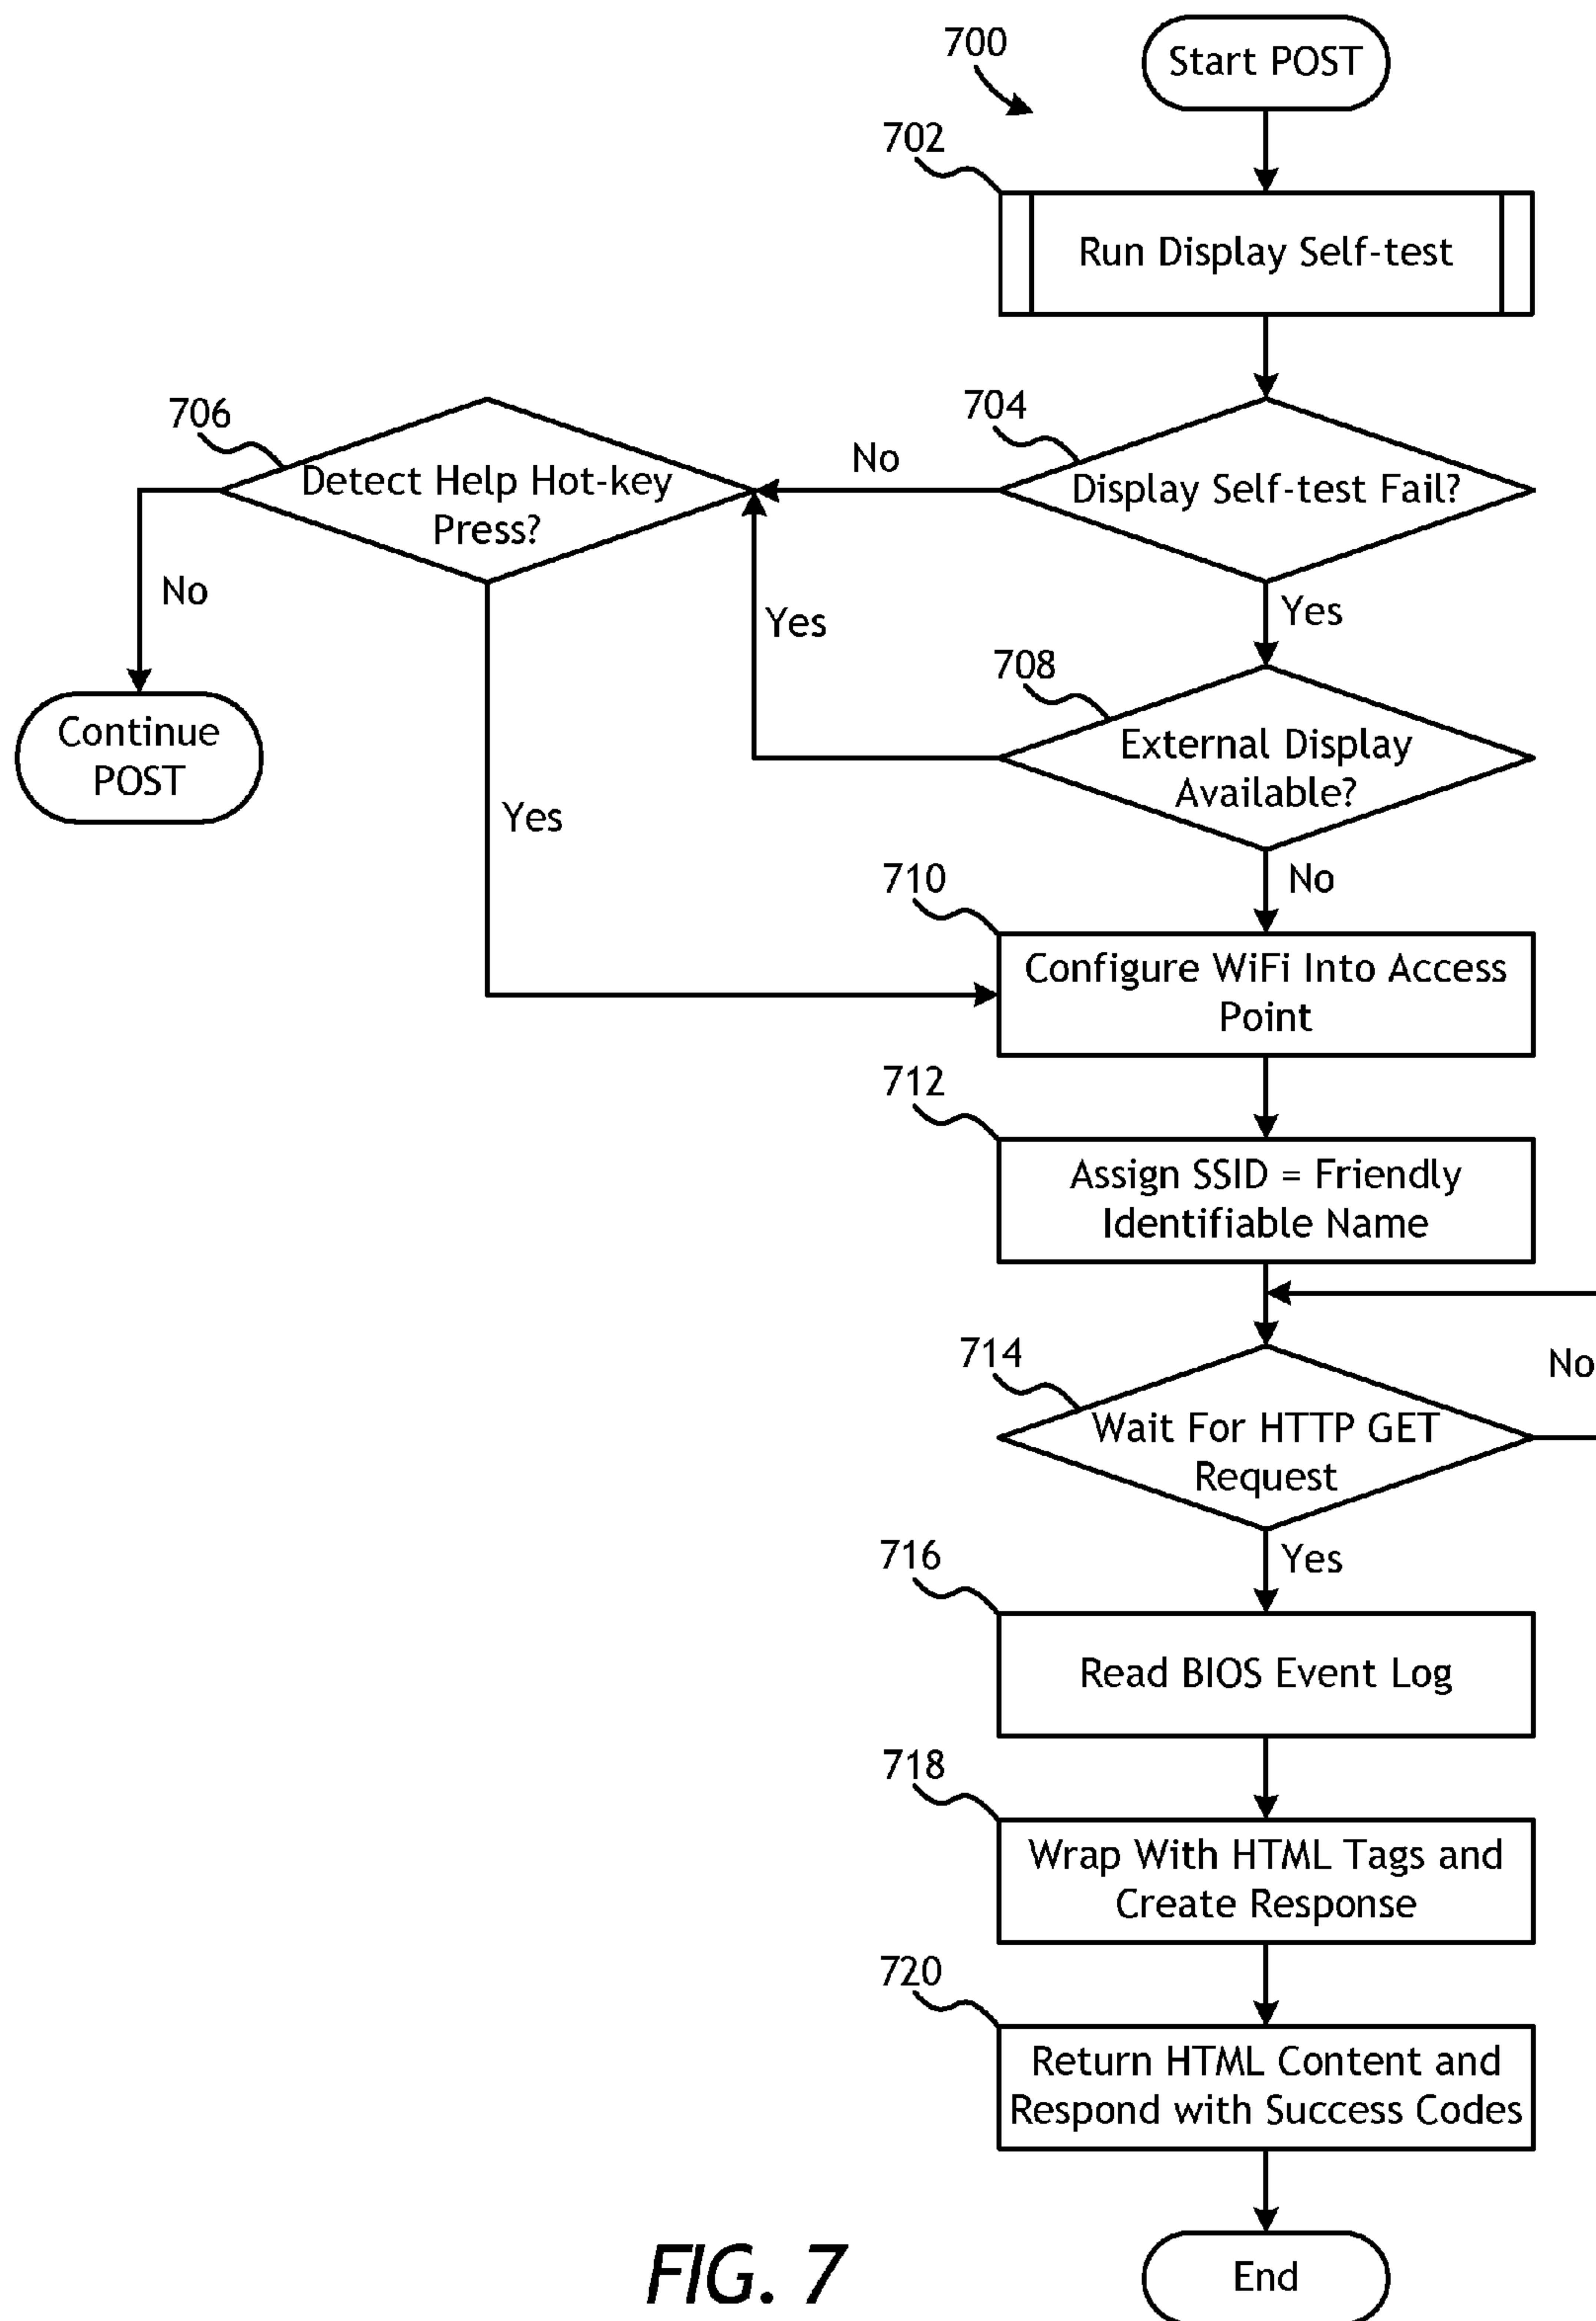 700
Start POST
702
Run Display Self-test
706
Detect Help Hot-key
Press?
No
704
Display Self-test Fail?
No
Yes
Yes
708
External Display
Available?
Continue
POST
Yes
No
710
Configure WiFi Into Access
Point
712
Assign SSID = Friendly
Identifiable Name
714
Wait For HTTP GET
Request
No
Yes
716
Read BIOS Event Log
718
Wrap With HTML Tags and
Create Response
720
Return HTML Content and
Respond with Success Codes
End
FIG. 7